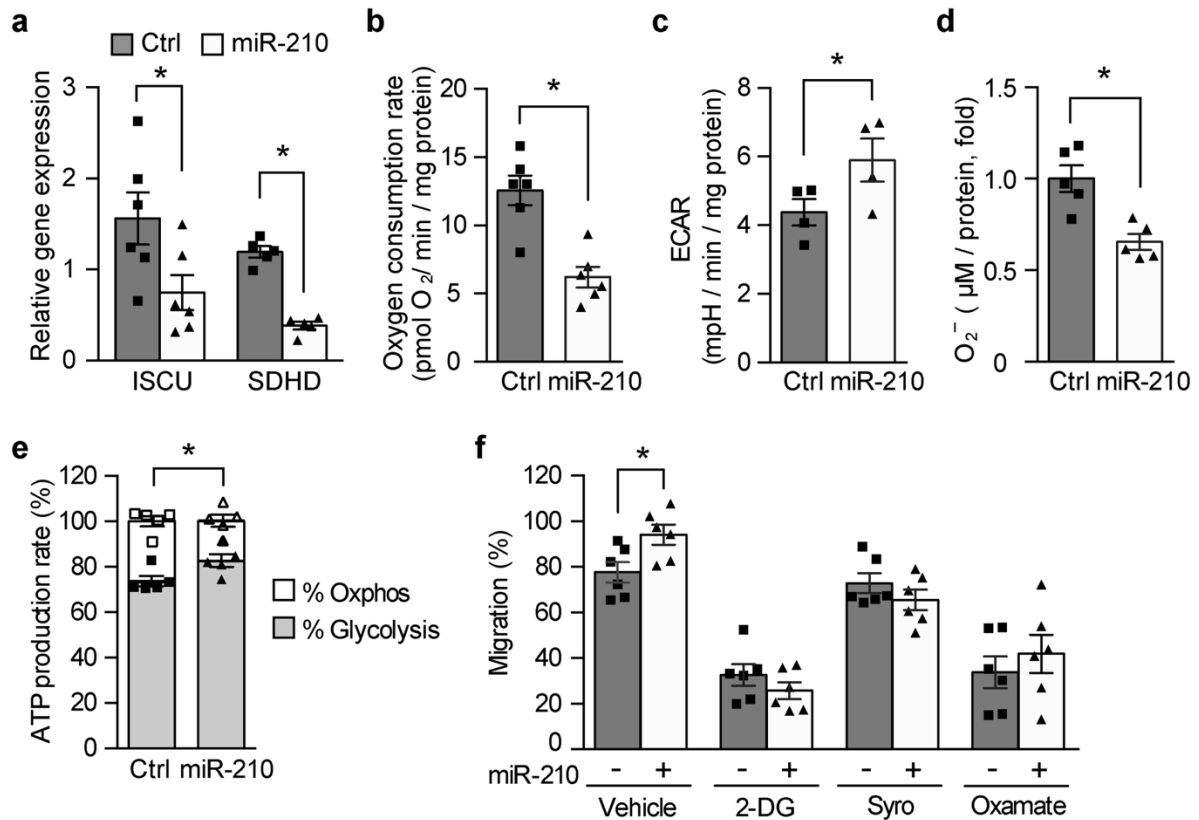 a
Ctrl miR-210
Relative gene expression
3
2
1
0
*
*
ISCU SDHD
b
Oxygen consumption rate
(pmol O₂/ min / mg protein)
20
15
10
5
0
*
Ctrl miR-210
c
ECAR
(mpH / min / mg protein)
8
6
4
2
0
*
Ctrl miR-210
d
O₂⁻ ( µM / protein, fold)
1.5
1.0
0.5
0
*
Ctrl miR-210
e
ATP production rate (%)
120
100
80
60
40
20
0
*
Ctrl miR-210
% Oxphos
% Glycolysis
f
Migration (%)
120
100
80
60
40
20
0
*
miR-210 - + - + - + - +
Vehicle 2-DG Syro Oxamate